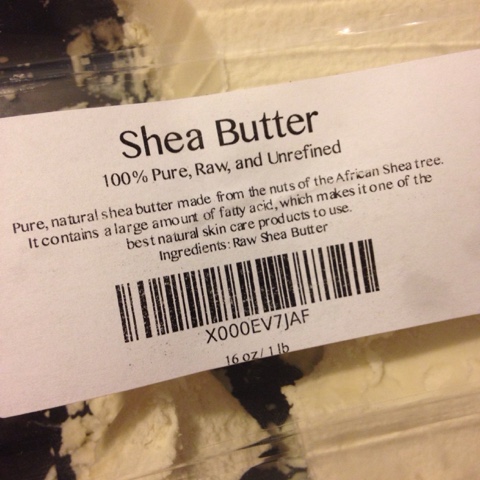 Shea Butter
100% Pure, Raw, and Unrefined
Pure, natural shea butter made from the nuts of the African Shea tree.
It contains a large amount of fatty acid, which makes it one of the
best natural skin care products to use.
Ingredients: Raw Shea Butter
X000EV7JAF
16 oz/ 1 lb